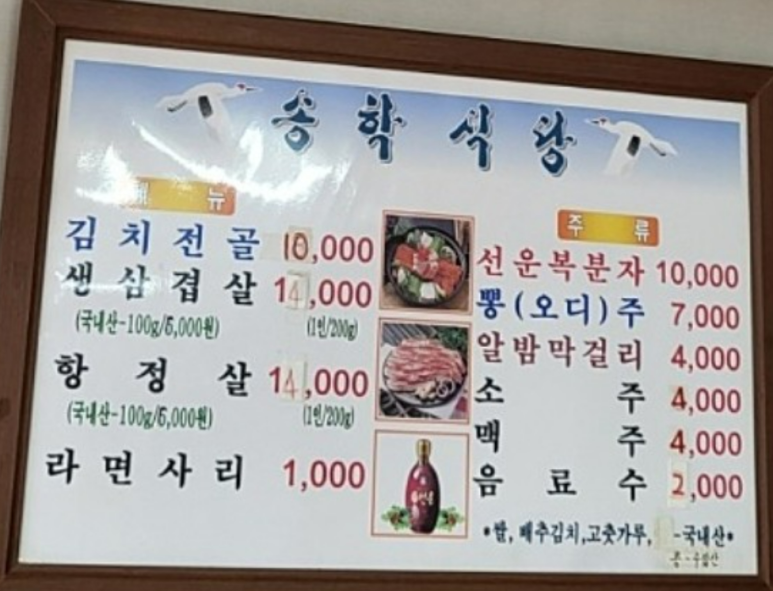 송학식당
메뉴
김치전골 10,000
생삼겹살 14,000
(국내산-100g/6,000원) (1인/200g)
항정살 14,000
(국내산-100g/6,000원) (1인/200g)
라면사리 1,000
주류
선운복분자 10,000
뽕(오디)주 7,000
알밤막걸리 4,000
소주 4,000
맥주 4,000
음료수 2,000
•쌀, 배추김치, 고춧가루, -국내산•